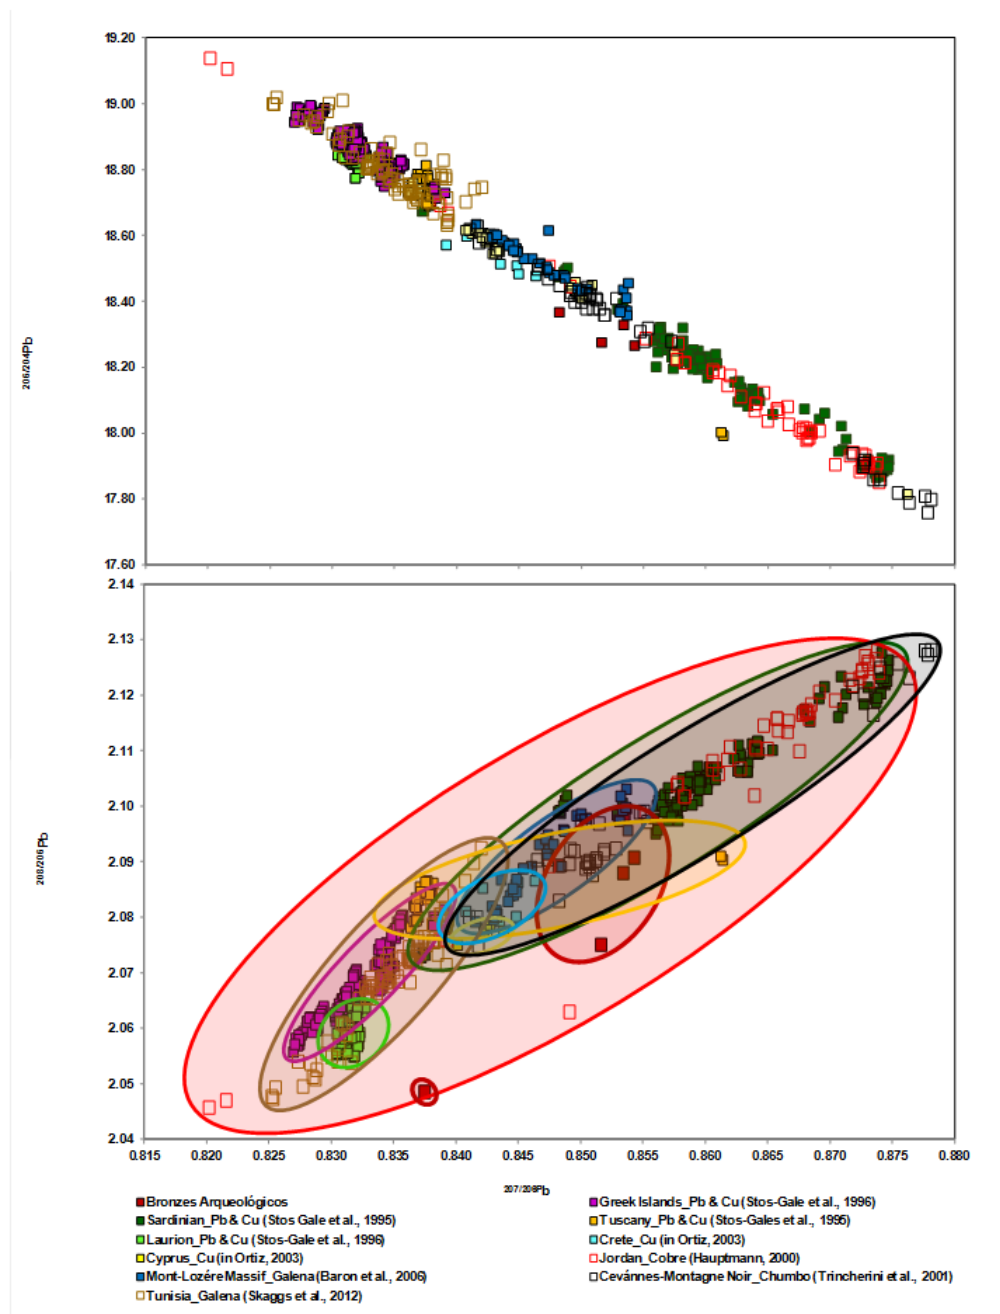 19.20
19.00
18.80
18.60
18.40
18.20
18.00
17.80
17.60
206/204Pb
2.14
2.13
2.12
2.11
2.10
2.09
2.08
2.07
2.06
2.05
2.04
208/206Pb
0.815 0.820 0.825 0.830 0.835 0.840 0.845 0.850 0.855 0.860 0.865 0.870 0.875 0.880
207/206Pb
Bronzes Arqueológicos
Greek Islands_Pb & Cu (Stos-Gale et al., 1996)
Sardinian_Pb & Cu (Stos Gale et al., 1995)
Tuscany_Pb & Cu (Stos-Gales et al., 1995)
Laurion_Pb & Cu (Stos-Gale et al., 1996)
Crete_Cu (in Ortiz, 2003)
Cyprus_Cu (in Ortiz, 2003)
Jordan_Cobre (Hauptmann, 2000)
Mont-Lozére Massif_Galena (Baron et al., 2006)
Cevánnes-Montagne Noir_Chumbo (Trincherini et al., 2001)
Tunisia_Galena (Skaggs et al., 2012)